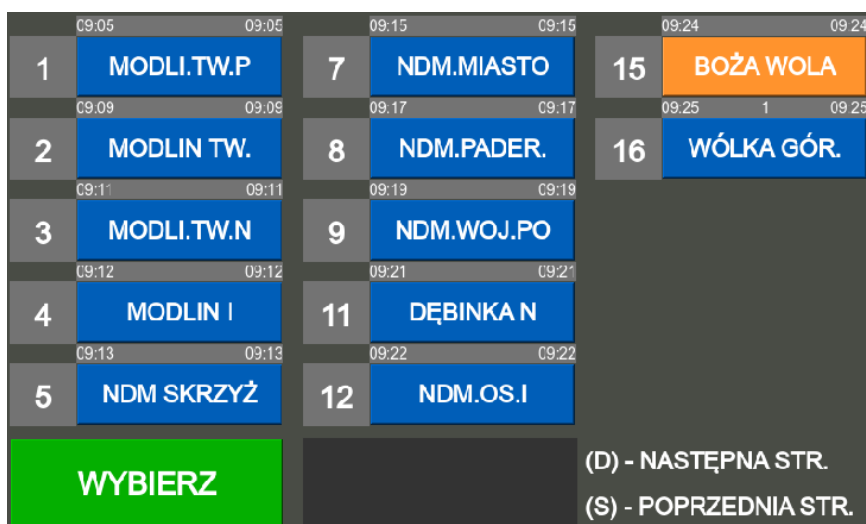 09:05 09:05
1 MODLI.TW.P
09:09 09:09
2 MODLIN TW.
09:11 09:11
3 MODLI.TW.N
09:12 09:12
4 MODLIN I
09:13 09:13
5 NDM SKRZYŻ
WYBIERZ
09:15 09:15
7 NDM.MIASTO
09:17 09:17
8 NDM.PADER.
09:19 09:19
9 NDM.WOJ.PO
09:21 09:21
11 DĘBINKA N
09:22 09:22
12 NDM.OS.I
09:24 09:24
15 BOŻA WOLA
09:25 1 09:25
16 WÓLKA GÓR.
(D) - NASTĘPNA STR.
(S) - POPRZEDNIA STR.